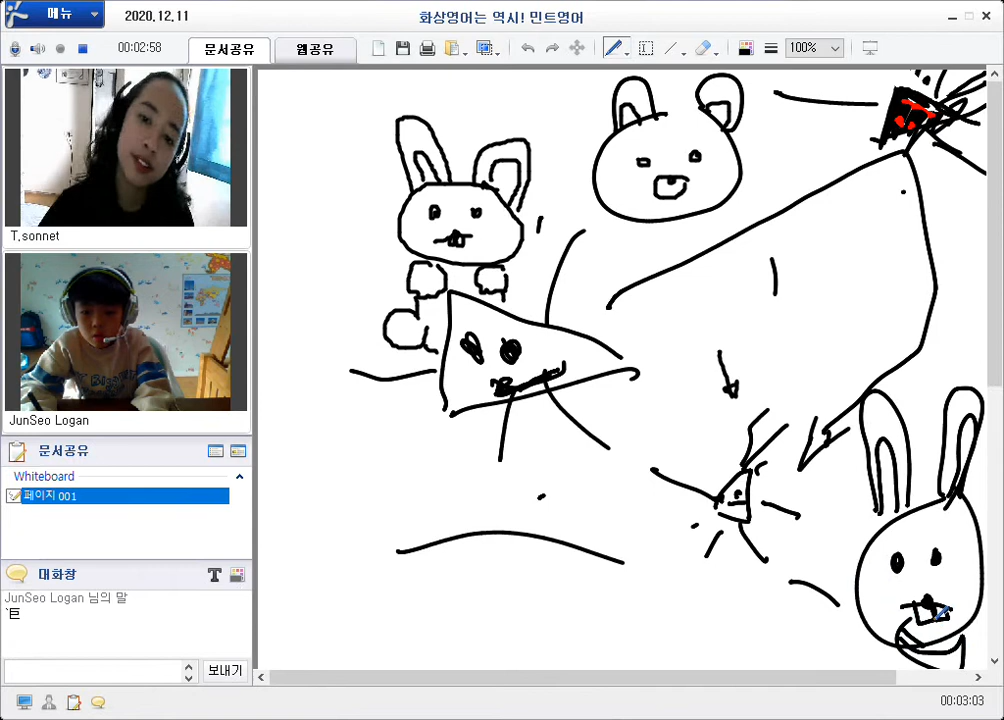 메뉴 2020.12.11 화상영어는 역시! 민트영어
00:02:58 문서공유 웹공유 100%
T.sonnet
JunSeo Logan
문서공유
Whiteboard
페이지 001
대화창
JunSeo Logan 님의 말
`巨
보내기
00:03:03